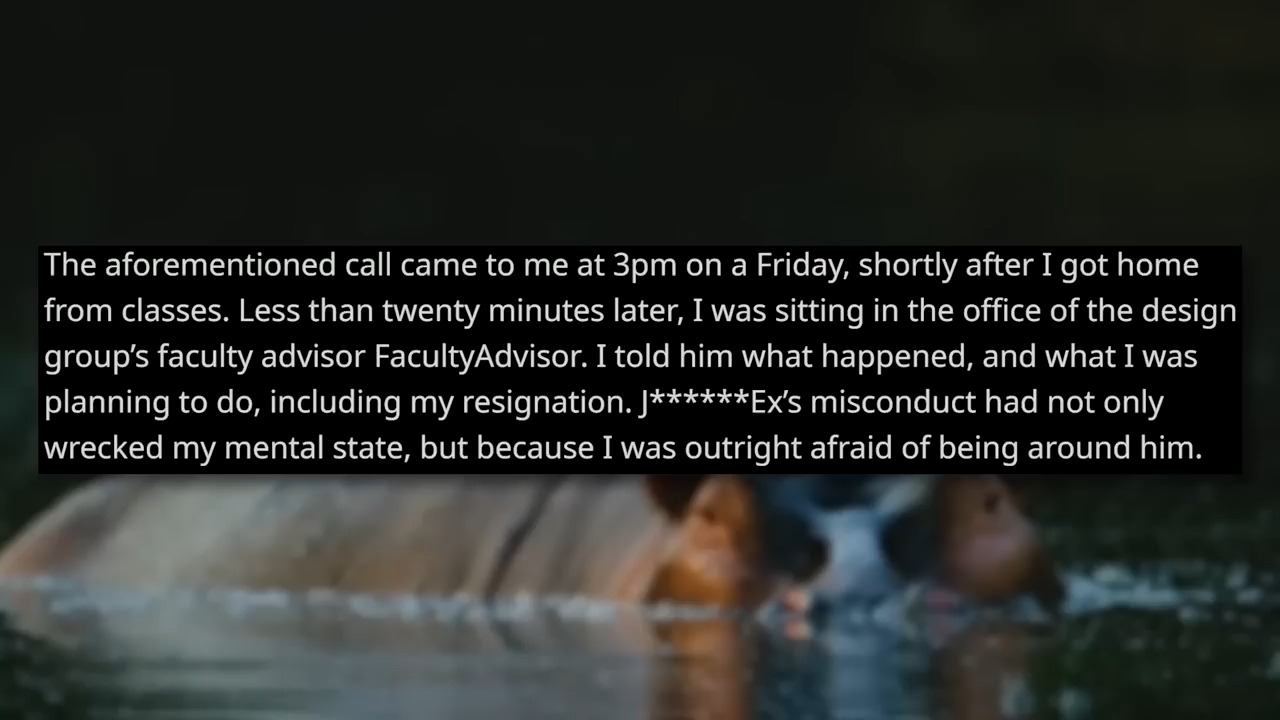 The aforementioned call came to me at 3pm on a Friday, shortly after I got home
from classes. Less than twenty minutes later, I was sitting in the office of the design
group’s faculty advisor FacultyAdvisor. I told him what happened, and what I was
planning to do, including my resignation. J******Ex’s misconduct had not only
wrecked my mental state, but because I was outright afraid of being around him.